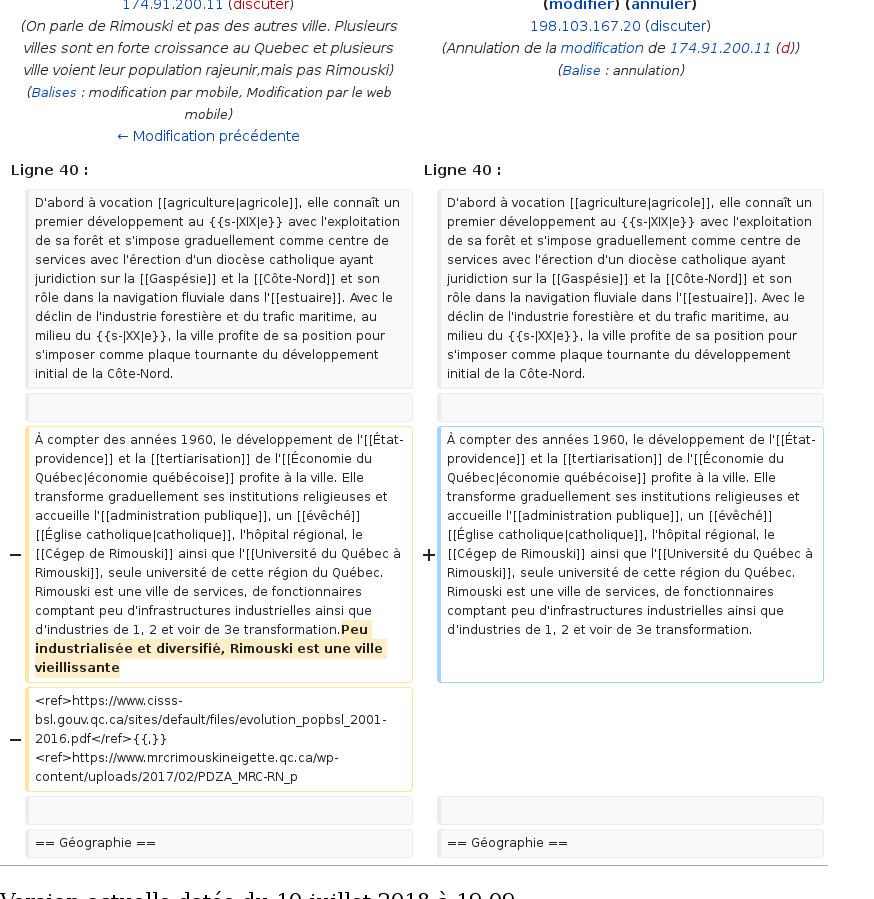 174.91.200.11 (discuter)
(On parle de Rimouski et pas des autres ville. Plusieurs
villes sont en forte croissance au Quebec et plusieurs
ville voient leur population rajeunir,mais pas Rimouski)
(Balises : modification par mobile, Modification par le web
mobile)
← Modification précédente
(modifier) (annuler)
198.103.167.20 (discuter)
(Annulation de la modification de 174.91.200.11 (d))
(Balise : annulation)
Ligne 40 :
Ligne 40 :
D'abord à vocation [[agriculture|agricole]], elle connaît un
premier développement au {{s-|XIX|e}} avec l'exploitation
de sa forêt et s'impose graduellement comme centre de
services avec l'érection d'un diocèse catholique ayant
juridiction sur la [[Gaspésie]] et la [[Côte-Nord]] et son
rôle dans la navigation fluviale dans l'[[estuaire]]. Avec le
déclin de l'industrie forestière et du trafic maritime, au
milieu du {{s-|XX|e}}, la ville profite de sa position pour
s'imposer comme plaque tournante du développement
initial de la Côte-Nord.
D'abord à vocation [[agriculture|agricole]], elle connaît un
premier développement au {{s-|XIX|e}} avec l'exploitation
de sa forêt et s'impose graduellement comme centre de
services avec l'érection d'un diocèse catholique ayant
juridiction sur la [[Gaspésie]] et la [[Côte-Nord]] et son
rôle dans la navigation fluviale dans l'[[estuaire]]. Avec le
déclin de l'industrie forestière et du trafic maritime, au
milieu du {{s-|XX|e}}, la ville profite de sa position pour
s'imposer comme plaque tournante du développement
initial de la Côte-Nord.
−
À compter des années 1960, le développement de l'[[État-
providence]] et la [[tertiarisation]] de l'[[Économie du
Québec|économie québécoise]] profite à la ville. Elle
transforme graduellement ses institutions religieuses et
accueille l'[[administration publique]], un [[évêché]]
[[Église catholique|catholique]], l'hôpital régional, le
[[Cégep de Rimouski]] ainsi que l'[[Université du Québec à
Rimouski]], seule université de cette région du Québec.
Rimouski est une ville de services, de fonctionnaires
comptant peu d'infrastructures industrielles ainsi que
d'industries de 1, 2 et voir de 3e transformation.Peu
industrialisée et diversifié, Rimouski est une ville
vieillissante
+
À compter des années 1960, le développement de l'[[État-
providence]] et la [[tertiarisation]] de l'[[Économie du
Québec|économie québécoise]] profite à la ville. Elle
transforme graduellement ses institutions religieuses et
accueille l'[[administration publique]], un [[évêché]]
[[Église catholique|catholique]], l'hôpital régional, le
[[Cégep de Rimouski]] ainsi que l'[[Université du Québec à
Rimouski]], seule université de cette région du Québec.
Rimouski est une ville de services, de fonctionnaires
comptant peu d'infrastructures industrielles ainsi que
d'industries de 1, 2 et voir de 3e transformation.
−
<ref>https://www.cisss-
bsl.gouv.qc.ca/sites/default/files/evolution_popbsl_2001-
2016.pdf</ref>{{,}}
<ref>https://www.mrcrimouskineigette.qc.ca/wp-
content/uploads/2017/02/PDZA_MRC-RN_p
== Géographie ==
== Géographie ==
Version actuelle datée du 10 juillet 2018 à 19:09